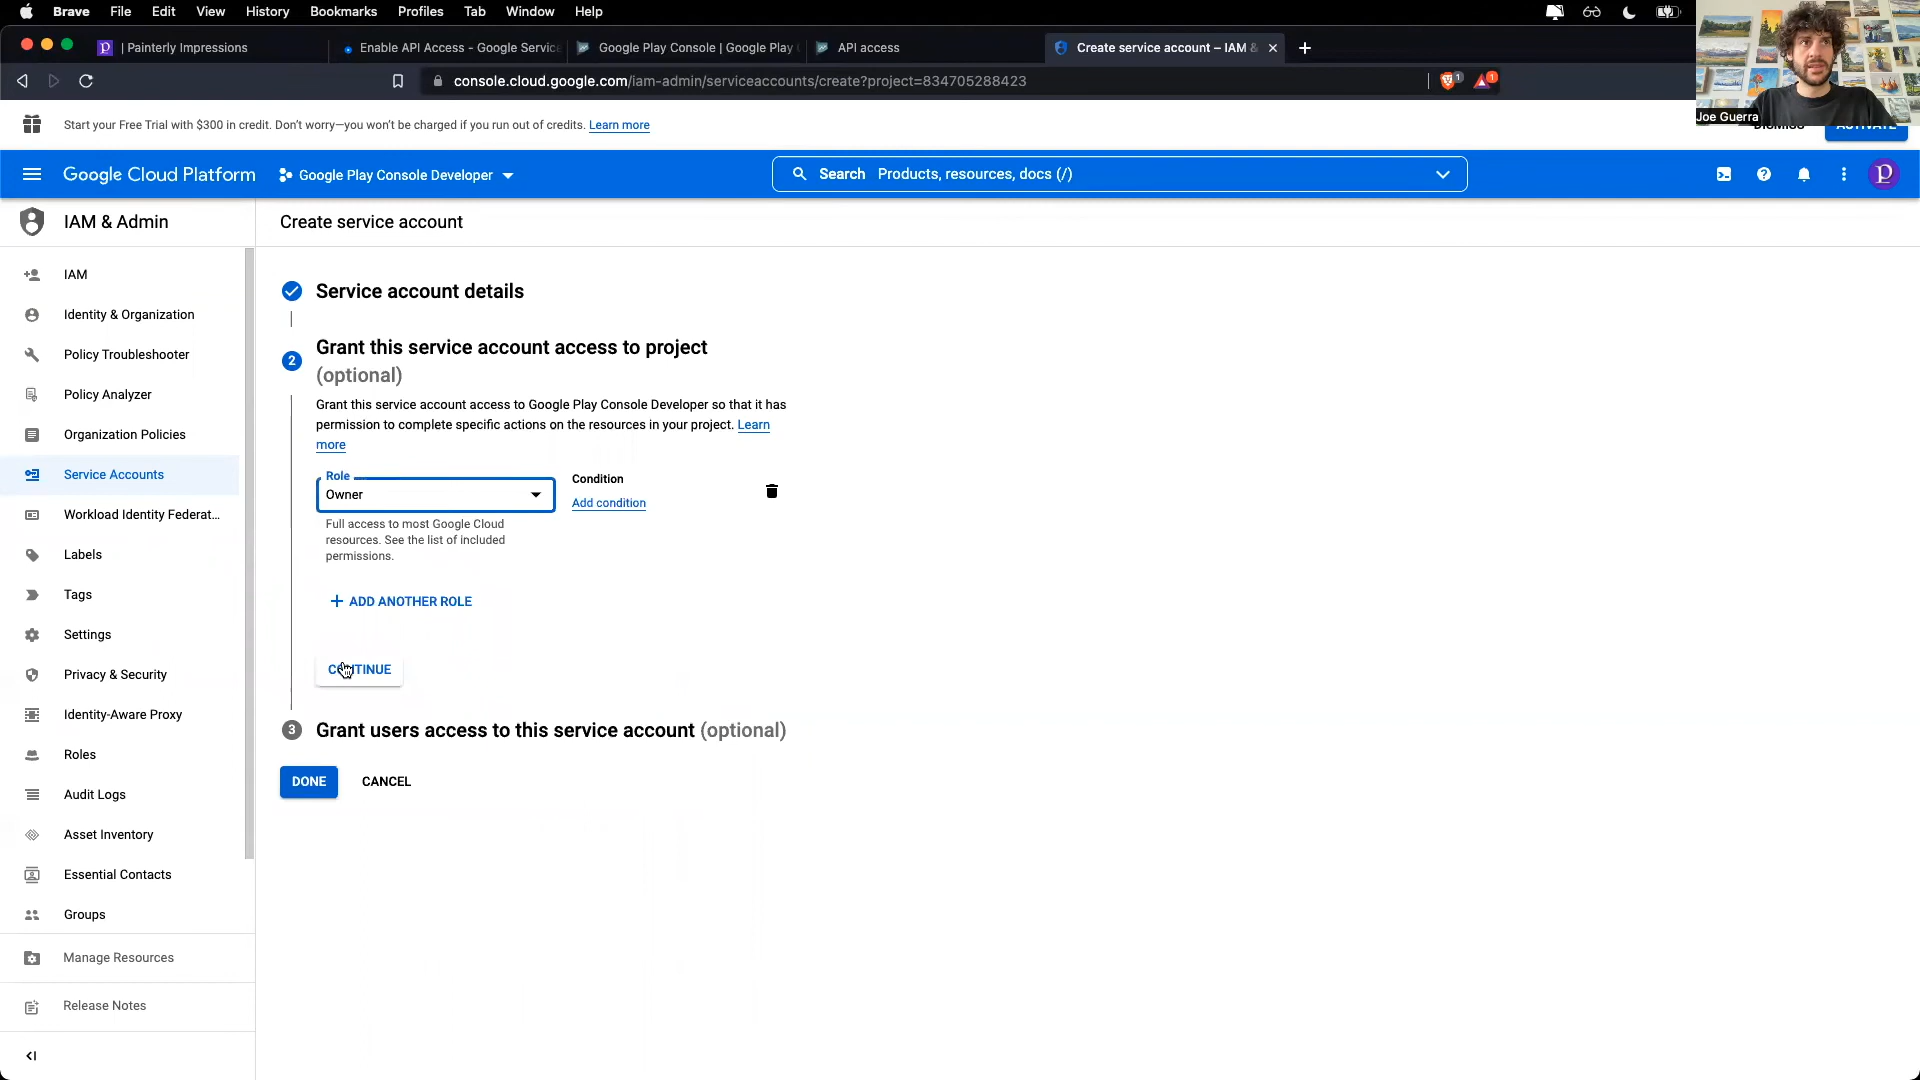 Brave File Edit View History Bookmarks Profiles Tab Window Help
| Painterly Impressions
Enable API Access - Google Service
Google Play Console | Google Play
API access
Create service account – IAM &
console.cloud.google.com/iam-admin/serviceaccounts/create?project=834705288423
1
1
Joe Guerra
Start your Free Trial with $300 in credit. Don't worry—you won't be charged if you run out of credits. Learn more
DISMISS
ACTIVATE
Google Cloud Platform
Google Play Console Developer
Search Products, resources, docs (/)
IAM & Admin
Create service account
IAM
Identity & Organization
Policy Troubleshooter
Policy Analyzer
Organization Policies
Service Accounts
Workload Identity Federat...
Labels
Tags
Settings
Privacy & Security
Identity-Aware Proxy
Roles
Audit Logs
Asset Inventory
Essential Contacts
Groups
Manage Resources
Release Notes
Service account details
2
Grant this service account access to project
(optional)
Grant this service account access to Google Play Console Developer so that it has
permission to complete specific actions on the resources in your project. Learn
more
Role
Owner
Condition
Add condition
Full access to most Google Cloud
resources. See the list of included
permissions.
+ ADD ANOTHER ROLE
CONTINUE
3 Grant users access to this service account (optional)
DONE
CANCEL